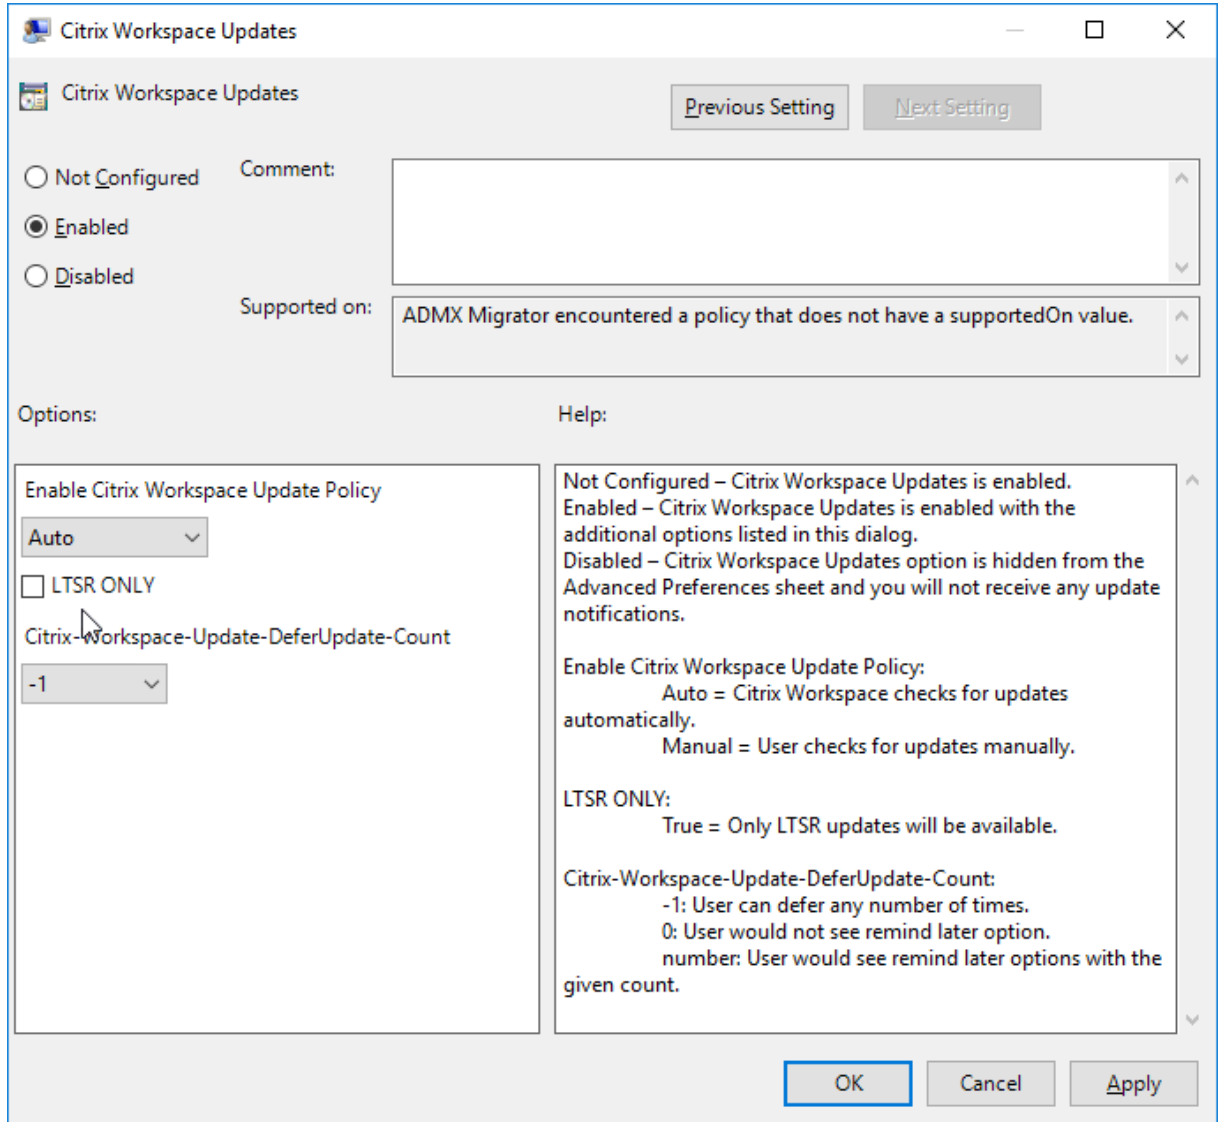 Citrix Workspace Updates
Citrix Workspace Updates
Previous Setting
Next Setting
Not Configured
Comment:
Enabled
Disabled
Supported on:
ADMX Migrator encountered a policy that does not have a supportedOn value.
Options:
Help:
Enable Citrix Workspace Update Policy
Auto
LTSR ONLY
Citrix-Workspace-Update-DeferUpdate-Count
-1
Not Configured – Citrix Workspace Updates is enabled.
Enabled – Citrix Workspace Updates is enabled with the
additional options listed in this dialog.
Disabled – Citrix Workspace Updates option is hidden from the
Advanced Preferences sheet and you will not receive any update
notifications.
Enable Citrix Workspace Update Policy:
Auto = Citrix Workspace checks for updates
automatically.
Manual = User checks for updates manually.
LTSR ONLY:
True = Only LTSR updates will be available.
Citrix-Workspace-Update-DeferUpdate-Count:
-1: User can defer any number of times.
0: User would not see remind later option.
number: User would see remind later options with the
given count.
OK
Cancel
Apply